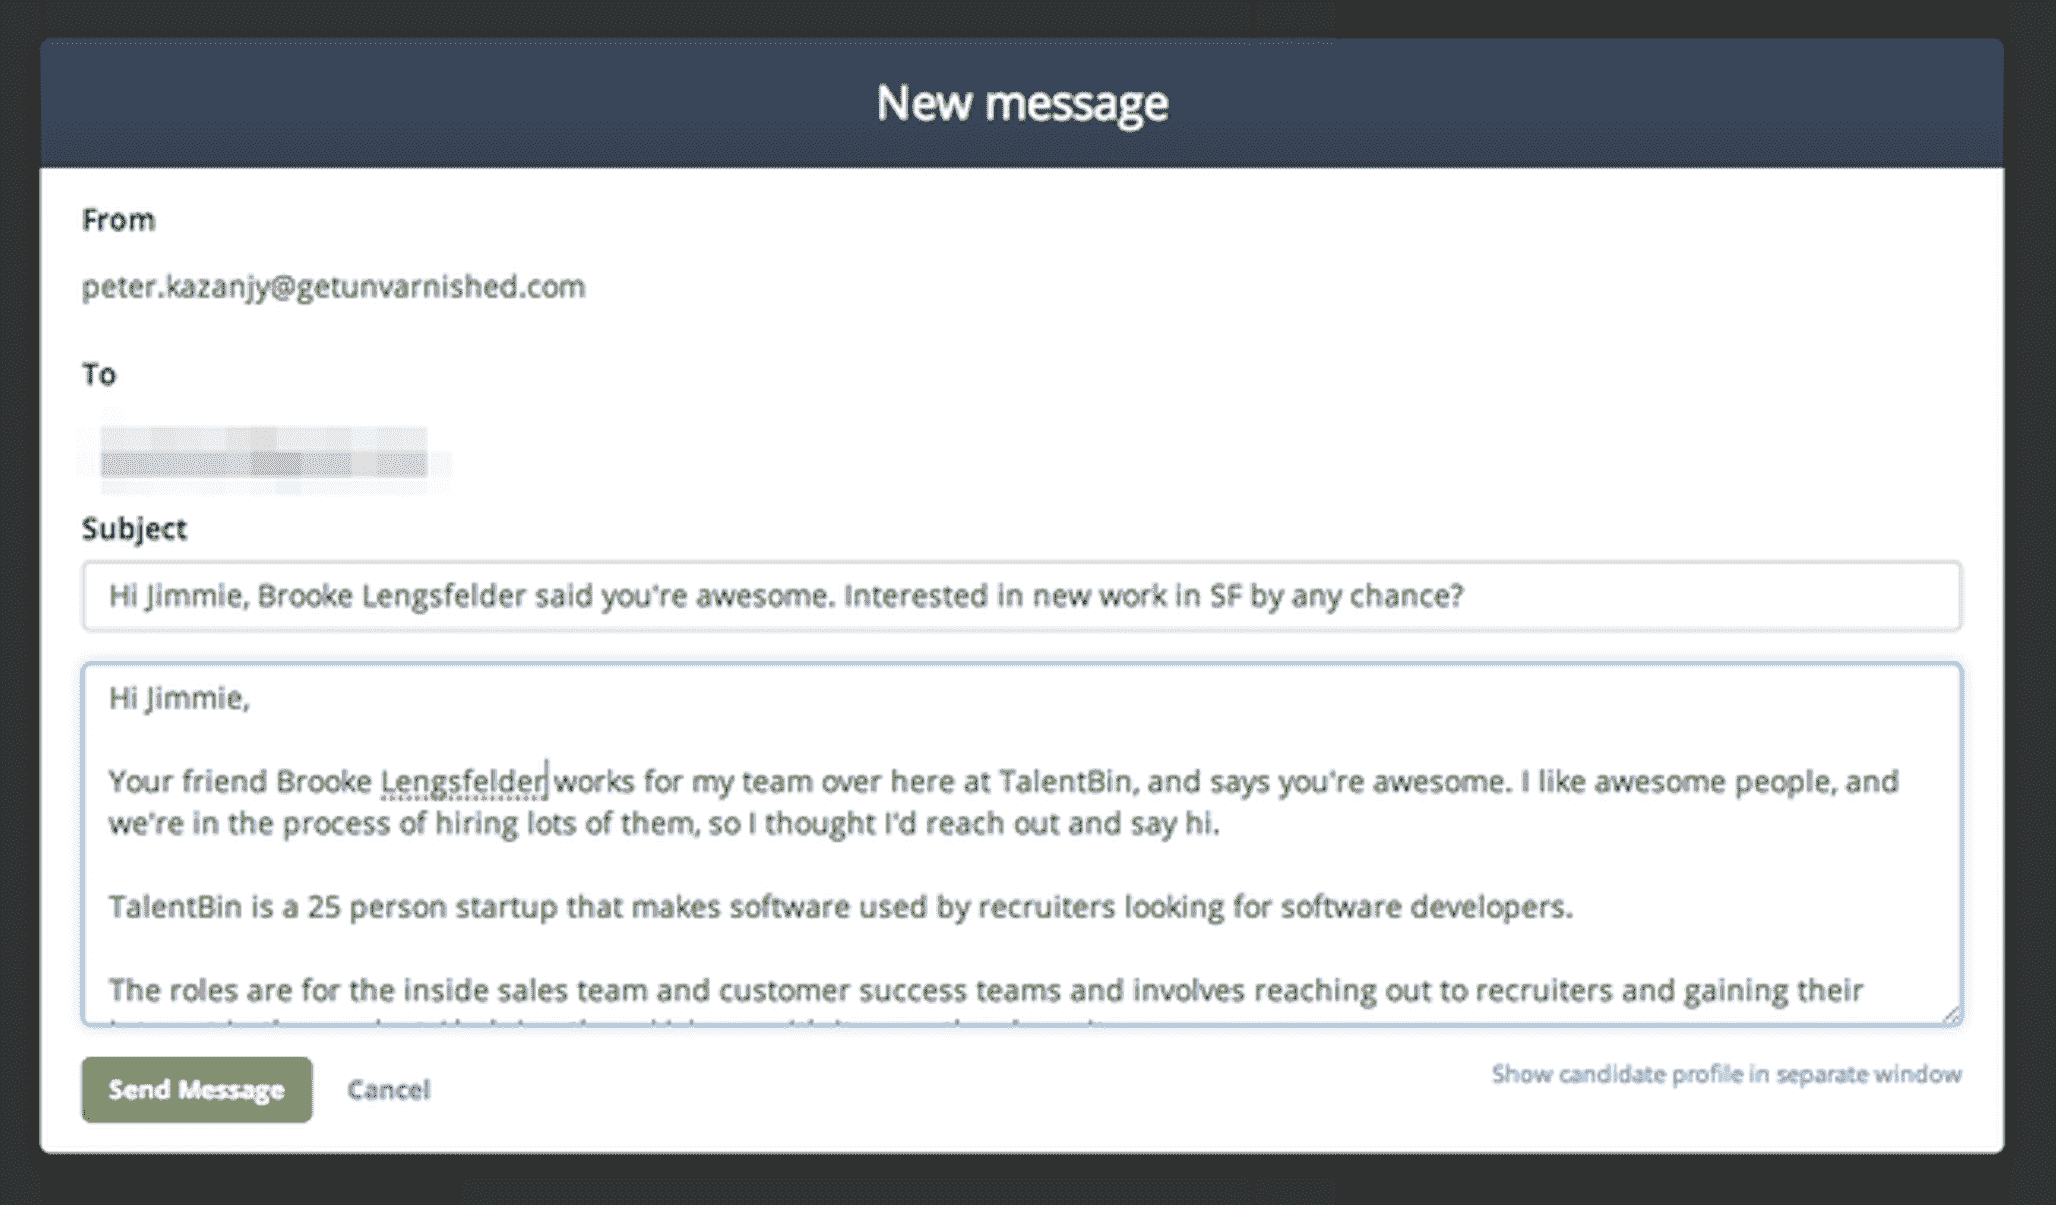 New message
From
peter.kazanjy@getunvarnished.com
To
Subject
Hi Jimmie, Brooke Lengsfelder said you're awesome. Interested in new work in SF by any chance?
Hi Jimmie,
Your friend Brooke Lengsfelder works for my team over here at TalentBin, and says you're awesome. I like awesome people, and
we're in the process of hiring lots of them, so I thought I'd reach out and say hi.
TalentBin is a 25 person startup that makes software used by recruiters looking for software developers.
The roles are for the inside sales team and customer success teams and involves reaching out to recruiters and gaining their
Send Message Cancel
Show candidate profile in separate window